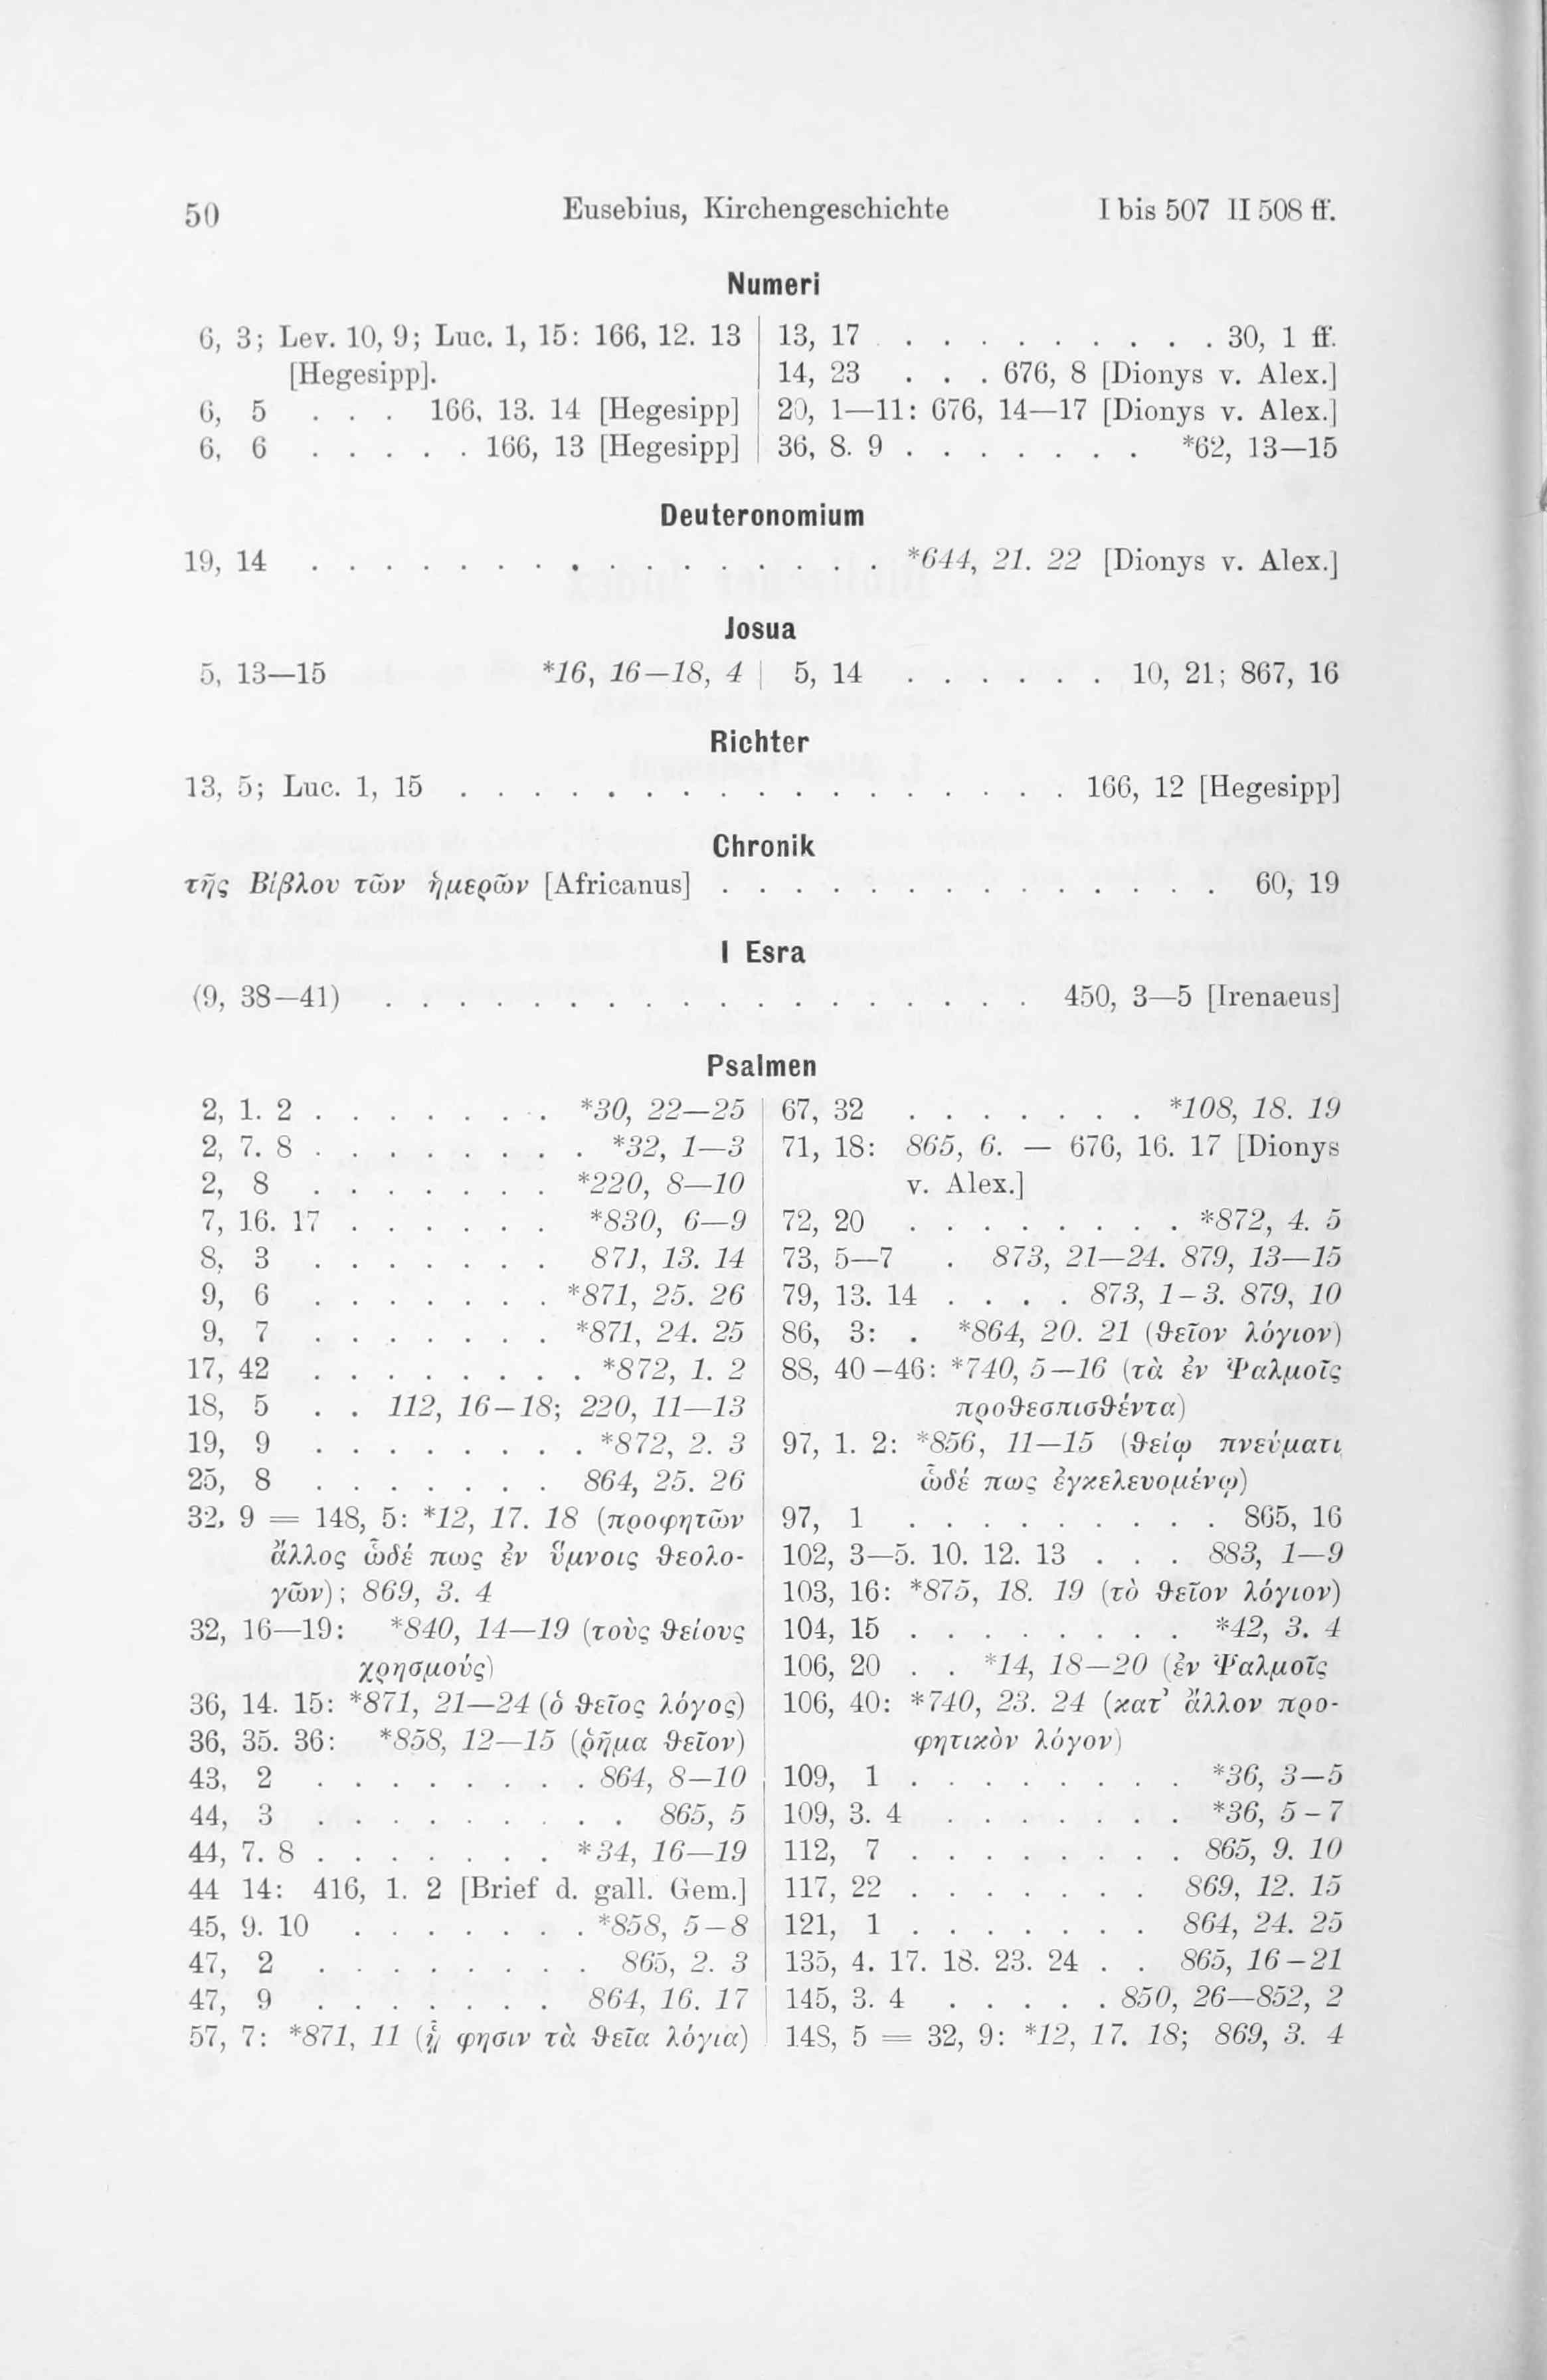 50 Eusebius, Kirchengeschichte I bis 507 II 508 ff.
Numeri
6, 3; Lev. 10, 9; Luc. 1, 15: 166, 12. 13
[Hegesipp].
6, 5 . . . 166, 13. 14 [Hegesipp]
6, 6 . . . . . 166, 13 [Hegesipp]
13, 17 . . . . . . . . . 30, 1 ff.
14, 23 . . . 676, 8 [Dionys v. Alex.]
20, 1—11: 676, 14—17 [Dionys v. Alex.]
36, 8. 9 . . . . . . . *62, 13—15
Deuteronomium
19, 14 . . . . . . . . . . . . . . . . *644, 21. 22 [Dionys v. Alex.]
Josua
5, 13—15 *16, 16—18, 4
5, 14 . . . . . . 10, 21; 867, 16
Richter
13, 5; Luc. 1, 15 . . . . . . . . . . . . . . . . . 166, 12 [Hegesipp]
Chronik
τῆς Βίβλου τῶν ἡμερῶν [Africanus] . . . . . . . . . . . . . . 60, 19
I Esra
(9, 38—41) . . . . . . . . . . . . . . . . . . 450, 3—5 [Irenaeus]
Psalmen
2, 1. 2 . . . . . . . *30, 22—25
2, 7. 8 . . . . . . . . *32, 1—3
2, 8 . . . . . . . *220, 8—10
7, 16. 17 . . . . . . *830, 6—9
8, 3 . . . . . . . 871, 13. 14
9, 6 . . . . . . . *871, 25. 26
9, 7 . . . . . . . *871, 24. 25
17, 42 . . . . . . . . *872, 1. 2
18, 5 . . 112, 16—18; 220, 11—13
19, 9 . . . . . . . . *872, 2. 3
25, 8 . . . . . . . 864, 25. 26
32, 9 = 148, 5: *12, 17. 18 (προφητῶν
ἄλλος ὧδέ πως ἐν ὕμνοις θεολο-
γῶν); 869, 3. 4
32, 16—19: *840, 14—19 (τοὺς θείους
χρησμούς)
36, 14. 15: *871, 21—24 (ὁ θεῖος λόγος)
36, 35. 36: *858, 12—15 (ῥῆμα θεῖον)
43, 2 . . . . . . . . 864, 8—10
44, 3 . . . . . . . . . 865, 5
44, 7. 8 . . . . . . . *34, 16—19
44 14: 416, 1. 2 [Brief d. gall. Gem.]
45, 9. 10 . . . . . . . *858, 5—8
47, 2 . . . . . . . . 865, 2. 3
47, 9 . . . . . . . 864, 16. 17
57, 7: *871, 11 (ᾗ φησιν τὰ θεῖα λόγια)
67, 32 . . . . . . . *108, 18. 19
71, 18: 865, 6. — 676, 16. 17 [Dionys
v. Alex.]
72, 20 . . . . . . . . *872, 4. 5
73, 5—7 . 873, 21—24. 879, 13—15
79, 13. 14 . . . . 873, 1—3. 879, 10
86, 3: . *864, 20. 21 (θεῖον λόγιον)
88, 40—46: *740, 5—16 (τὰ ἐν Ψαλμοῖς
προθεσπισθέντα)
97, 1. 2: *856, 11—15 (θείῳ πνεύματι
ὧδέ πως ἐγκελευομένῳ)
97, 1 . . . . . . . . . 865, 16
102, 3—5. 10. 12. 13 . . . 883, 1—9
103, 16: *875, 18. 19 (τὸ θεῖον λόγιον)
104, 15 . . . . . . . . *42, 3. 4
106, 20 . . *14, 18—20 (ἐν Ψαλμοῖς
106, 40: *740, 23. 24 (κατ’ ἄλλον προ-
φητικὸν λόγον)
109, 1 . . . . . . . . *36, 3—5
109, 3. 4 . . . . . . . *36, 5—7
112, 7 . . . . . . . . 865, 9. 10
117, 22 . . . . . . . 869, 12. 15
121, 1 . . . . . . . 864, 24. 25
135, 4. 17. 18. 23. 24 . . 865, 16—21
145, 3. 4 . . . . . 850, 26—852, 2
148, 5 = 32, 9: *12, 17. 18; 869, 3. 4